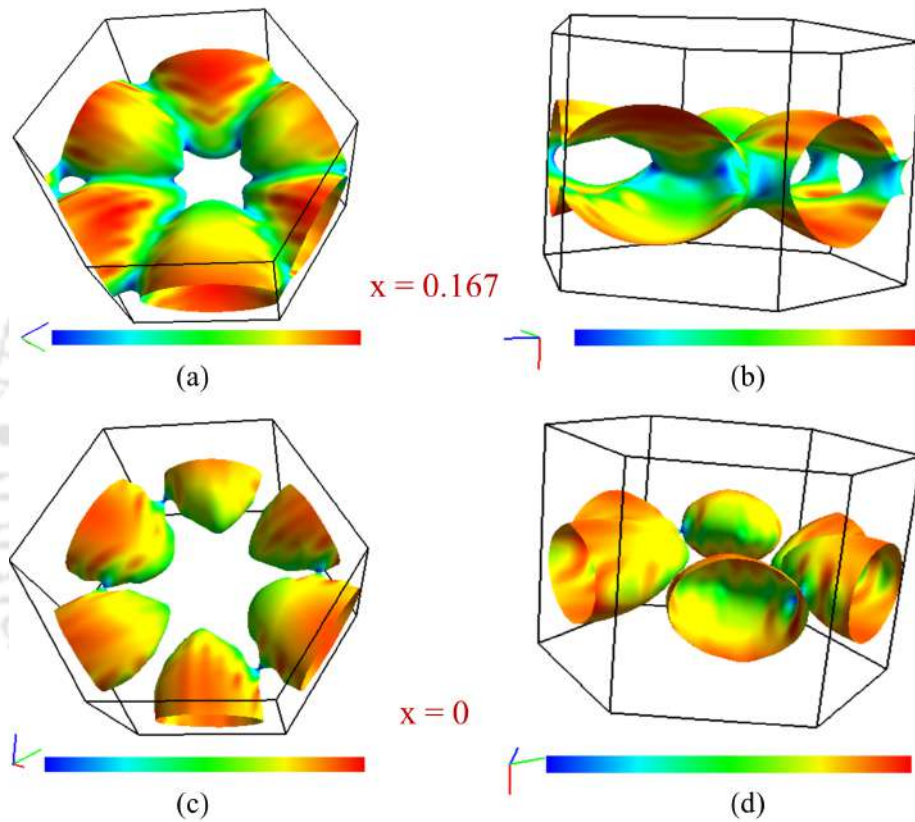 x = 0.167
(a)
(b)
x = 0
(c)
(d)